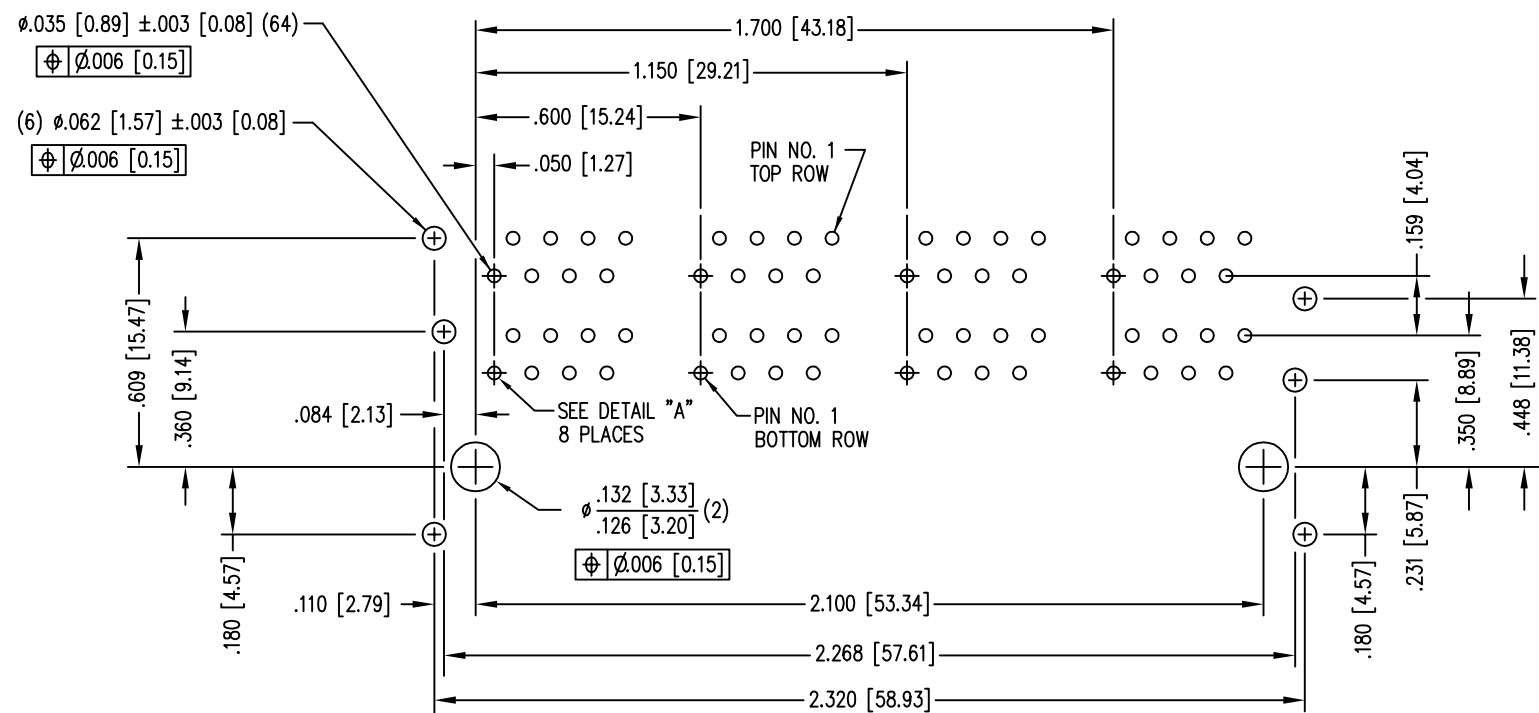 ø.035 [0.89] ±.003 [0.08] (64)
⌖ Ø.006 [0.15]
(6) ø.062 [1.57] ±.003 [0.08]
⌖ Ø.006 [0.15]
1.700 [43.18]
1.150 [29.21]
.600 [15.24]
.050 [1.27]
PIN NO. 1
TOP ROW
.159 [4.04]
.609 [15.47]
.360 [9.14]
.084 [2.13]
SEE DETAIL "A"
8 PLACES
PIN NO. 1
BOTTOM ROW
.350 [8.89]
.448 [11.38]
ø .132 [3.33]
.126 [3.20] (2)
⌖ Ø.006 [0.15]
.231 [5.87]
.180 [4.57]
.110 [2.79]
.180 [4.57]
2.100 [53.34]
2.268 [57.61]
2.320 [58.93]